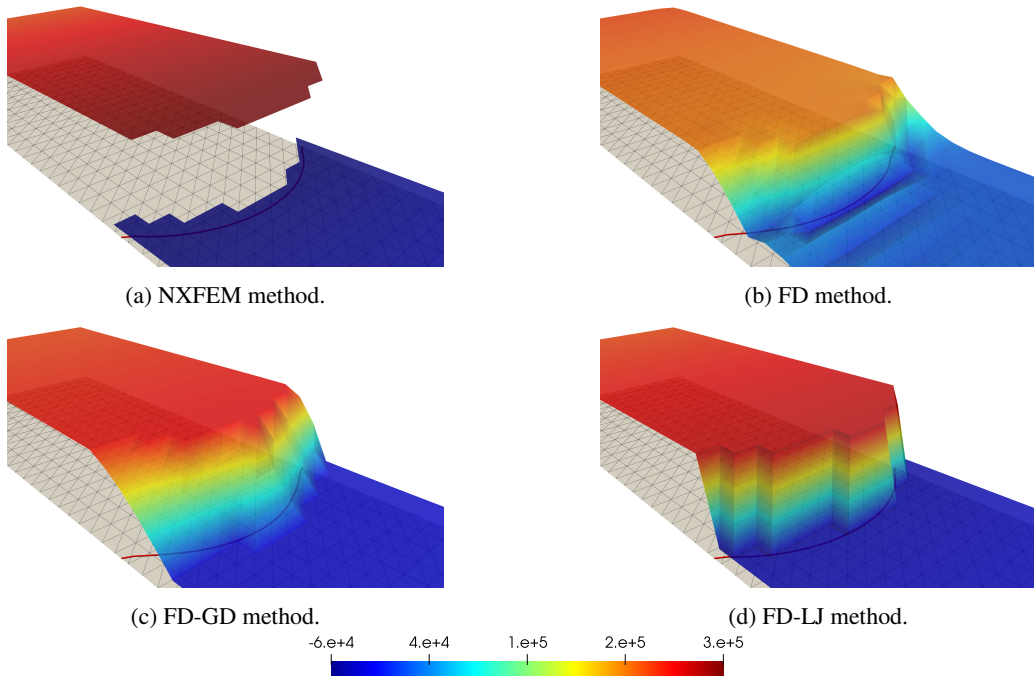 (a) NXFEM method.
(b) FD method.
(c) FD-GD method.
(d) FD-LJ method.
-6.e+4 4.e+4 1.e+5 2.e+5 3.e+5